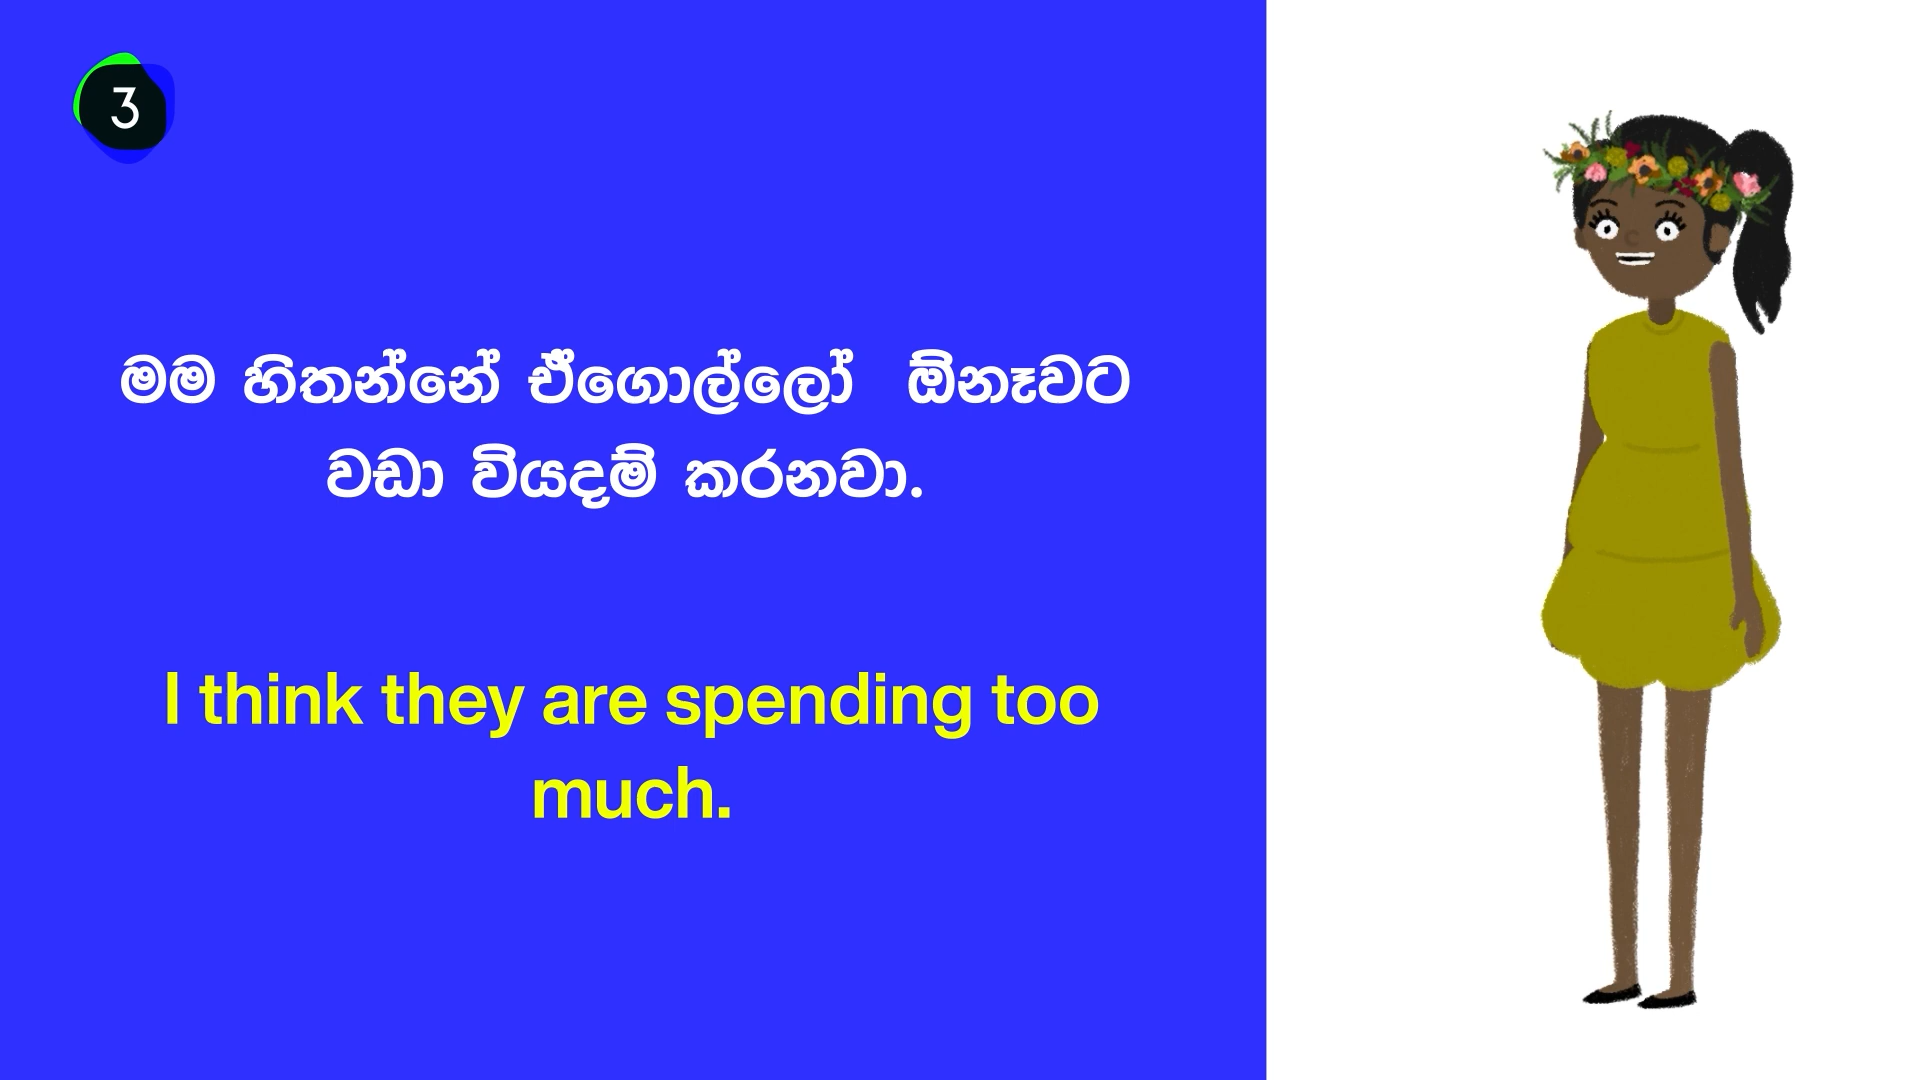 3
මම හිතන්නේ ඒගොල්ලෝ ඕනෑවට
වඩා වියදම් කරනවා.
I think they are spending too
much.